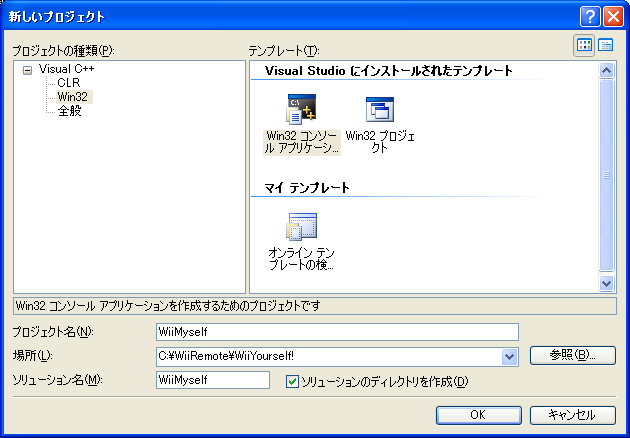 新しいプロジェクト
プロジェクトの種類(P):
Visual C++
CLR
Win32
全般
テンプレート(T):
Visual Studio にインストールされたテンプレート
Win32 コンソー
ル アプリケーシ...
Win32 プロジェ
クト
マイ テンプレート
オンライン テン
プレートの検...
Win32 コンソール アプリケーションを作成するためのプロジェクトです
プロジェクト名(N):
WiiMyself
場所(L):
C:¥WiiRemote¥WiiYourself!
参照(B)...
ソリューション名(M):
WiiMyself
ソリューションのディレクトリを作成(D)
OK
キャンセル